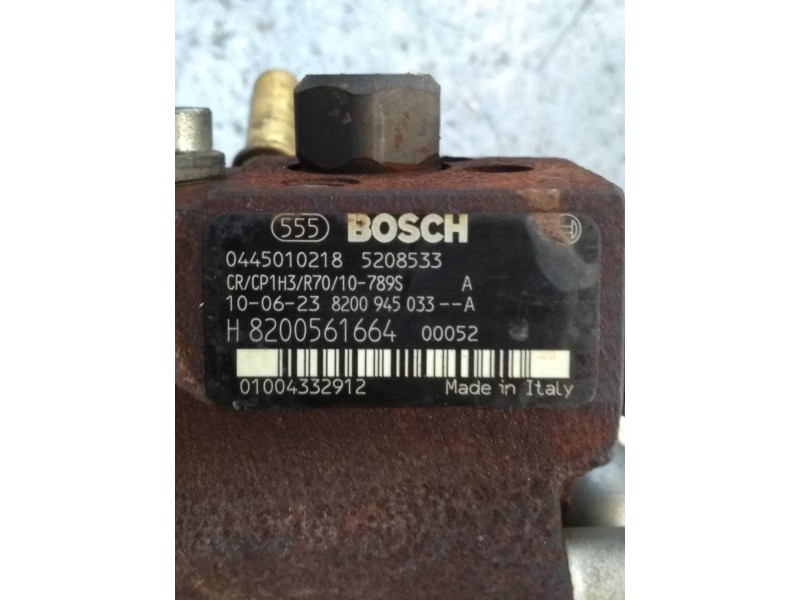 555 BOSCH
0445010218 5208533
CR/CP1H3/R70/10-789S A
10-06-23 8200 945 033--A
H 8200561664 00052
01004332912 Made in Italy